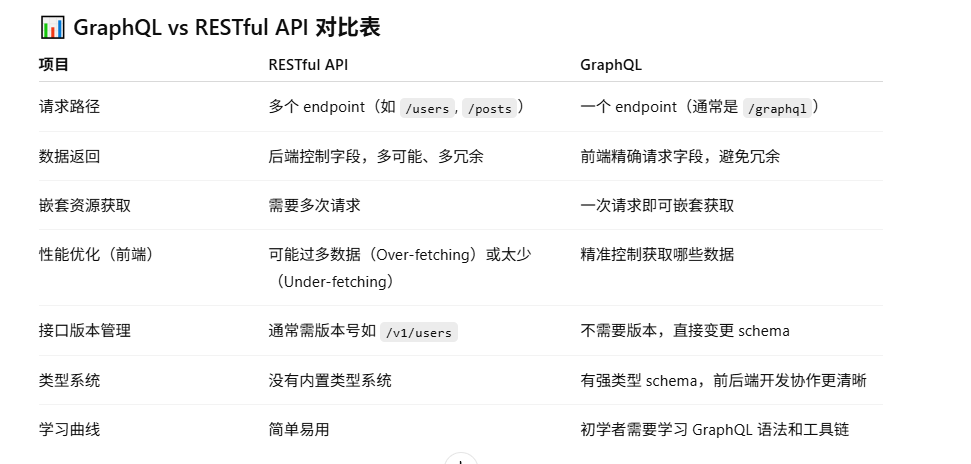 📊 GraphQL vs RESTful API 对比表
项目 RESTful API GraphQL
请求路径 多个 endpoint（如 /users, /posts） 一个 endpoint（通常是 /graphql）
数据返回 后端控制字段，多可能、多冗余 前端精确请求字段，避免冗余
嵌套资源获取 需要多次请求 一次请求即可嵌套获取
性能优化（前端） 可能过多数据（Over-fetching）或太少 精准控制获取哪些数据
（Under-fetching）
接口版本管理 通常需版本号如 /v1/users 不需要版本，直接变更 schema
类型系统 没有内置类型系统 有强类型 schema，前后端开发协作更清晰
学习曲线 简单易用 初学者需要学习 GraphQL 语法和工具链